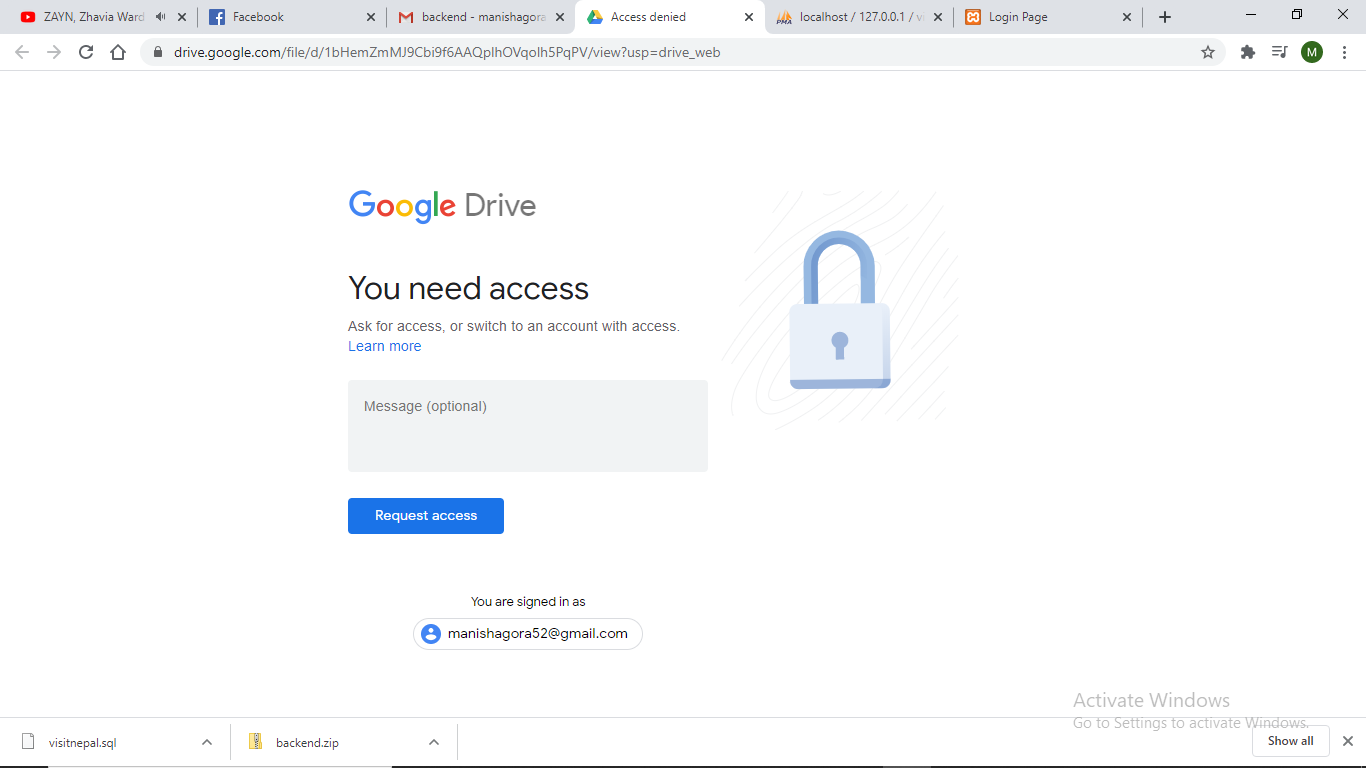 ZAYN, Zhavia Ward
Facebook
backend - manishagora
Access denied
localhost / 127.0.0.1 / vi
Login Page
drive.google.com/file/d/1bHemZmMJ9Cbi9f6AAQplhOVqolh5PqPV/view?usp=drive_web
M
Google Drive
You need access
Ask for access, or switch to an account with access.
Learn more
Message (optional)
Request access
You are signed in as
manishagora52@gmail.com
Activate Windows
Go to Settings to activate Windows.
visitnepal.sql
backend.zip
Show all